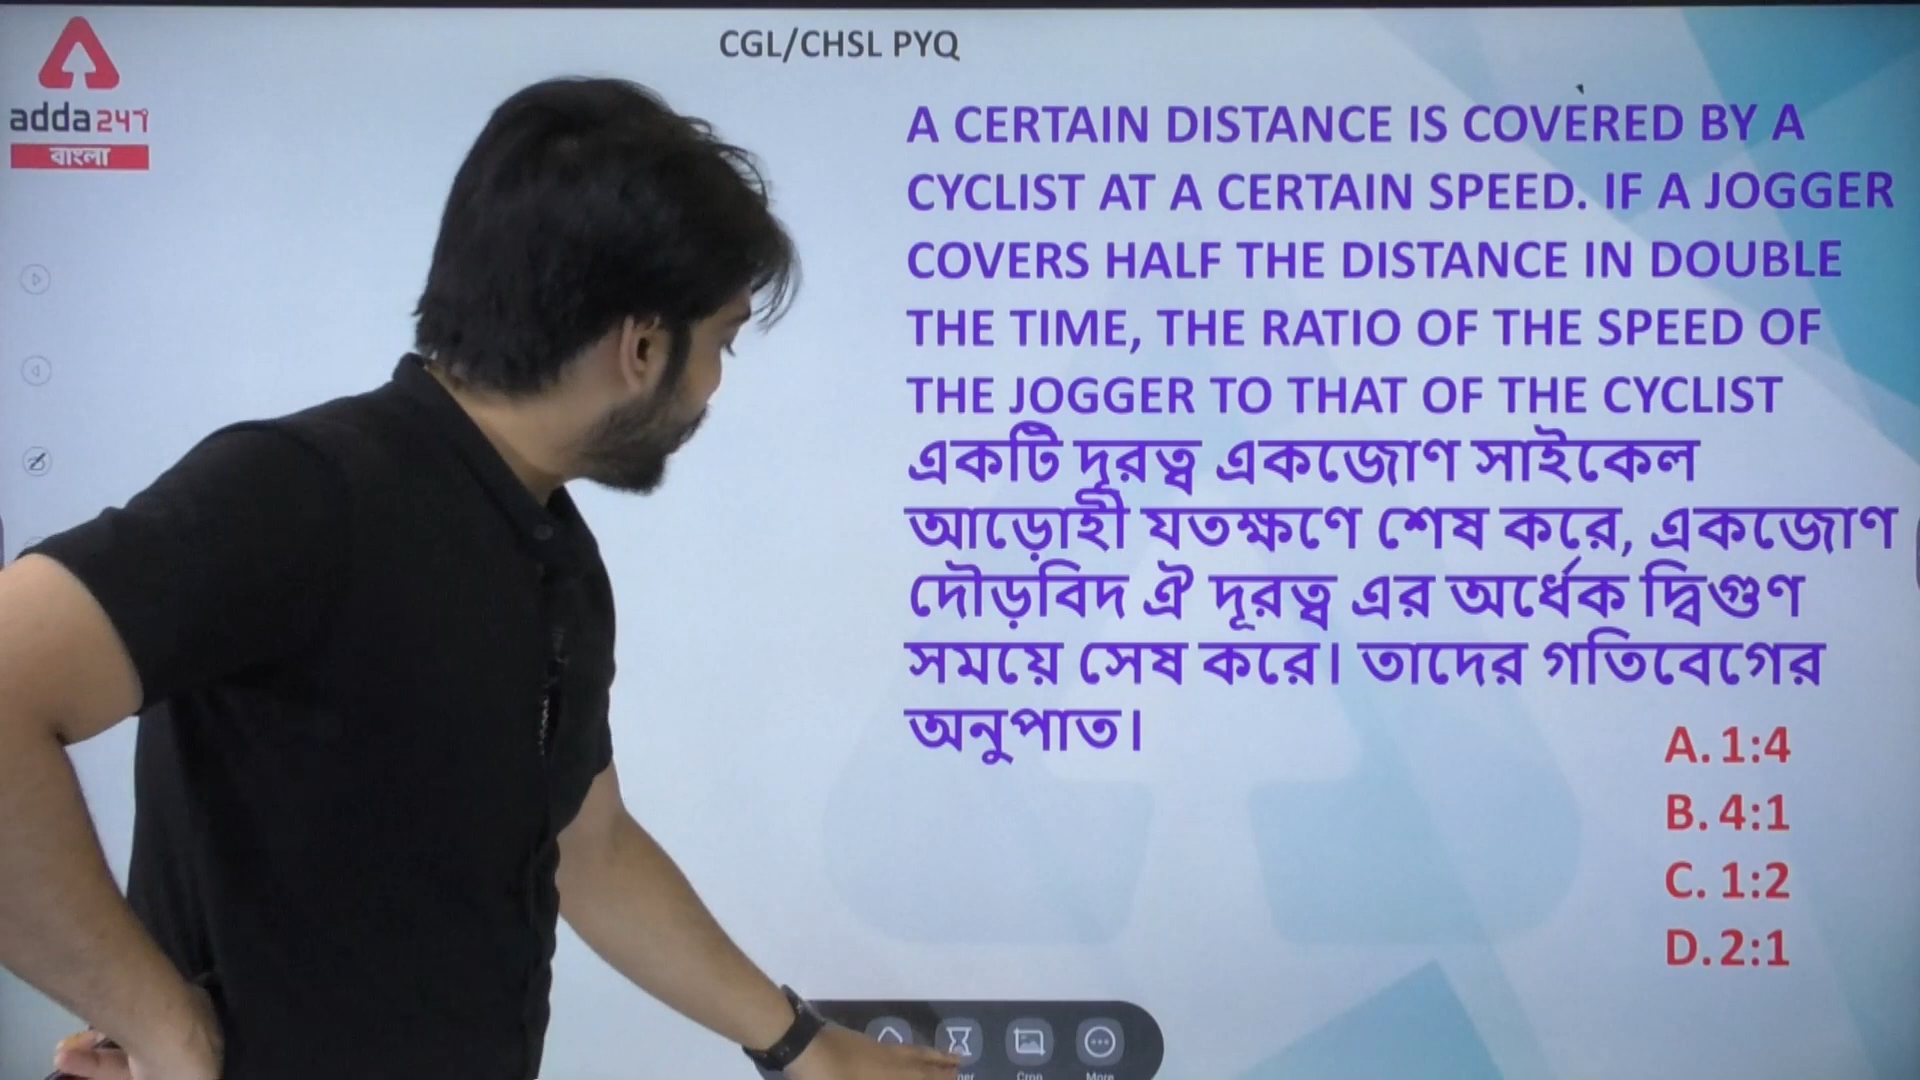 CGL/CHSL PYQ
adda247
বাংলা
A CERTAIN DISTANCE IS COVERED BY A
CYCLIST AT A CERTAIN SPEED. IF A JOGGER
COVERS HALF THE DISTANCE IN DOUBLE
THE TIME, THE RATIO OF THE SPEED OF
THE JOGGER TO THAT OF THE CYCLIST
একটি দূরত্ব একজোণ সাইকেল
আড়োহী যতক্ষণে শেষ করে, একজোণ
দৌড়বিদ ঐ দূরত্ব এর অর্ধেক দ্বিগুণ
সময়ে সেষ করে। তাদের গতিবেগের
অনুপাত।
A. 1:4
B. 4:1
C. 1:2
D. 2:1
Crop
More